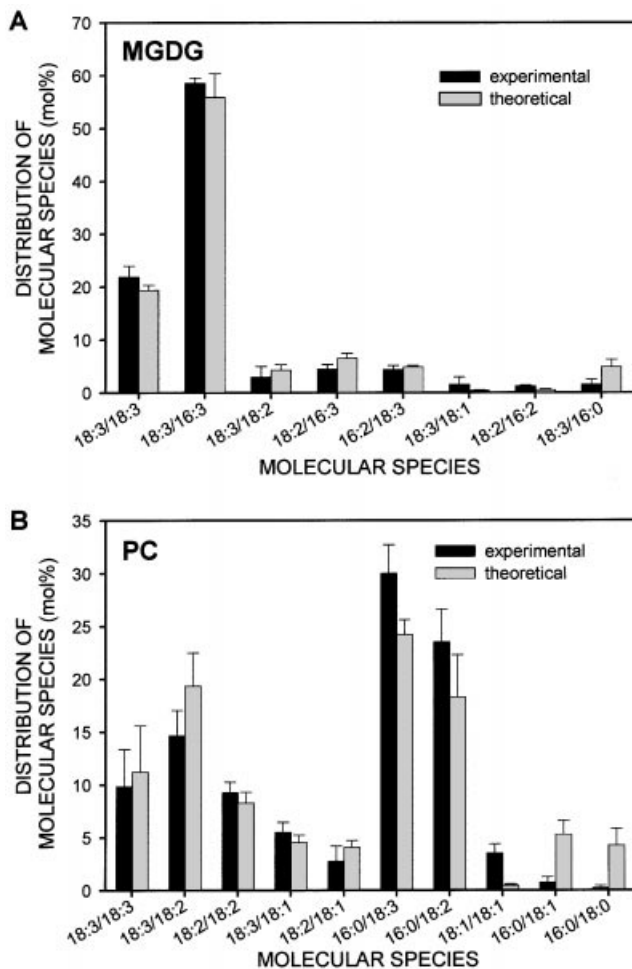 A
MGDG
experimental
theoretical
70
60
50
40
30
20
10
0
DISTRIBUTION OF
MOLECULAR SPECIES (mol%)
18:3/18:3
18:3/16:3
18:3/18:2
18:2/16:3
16:2/18:3
18:3/18:1
18:2/16:2
18:3/16:0
MOLECULAR SPECIES
B
PC
experimental
theoretical
35
30
25
20
15
10
5
0
DISTRIBUTION OF
MOLECULAR SPECIES (mol%)
18:3/18:3
18:3/18:2
18:2/18:2
18:3/18:1
18:2/18:1
16:0/18:3
16:0/18:2
18:1/18:1
16:0/18:1
16:0/18:0
MOLECULAR SPECIES